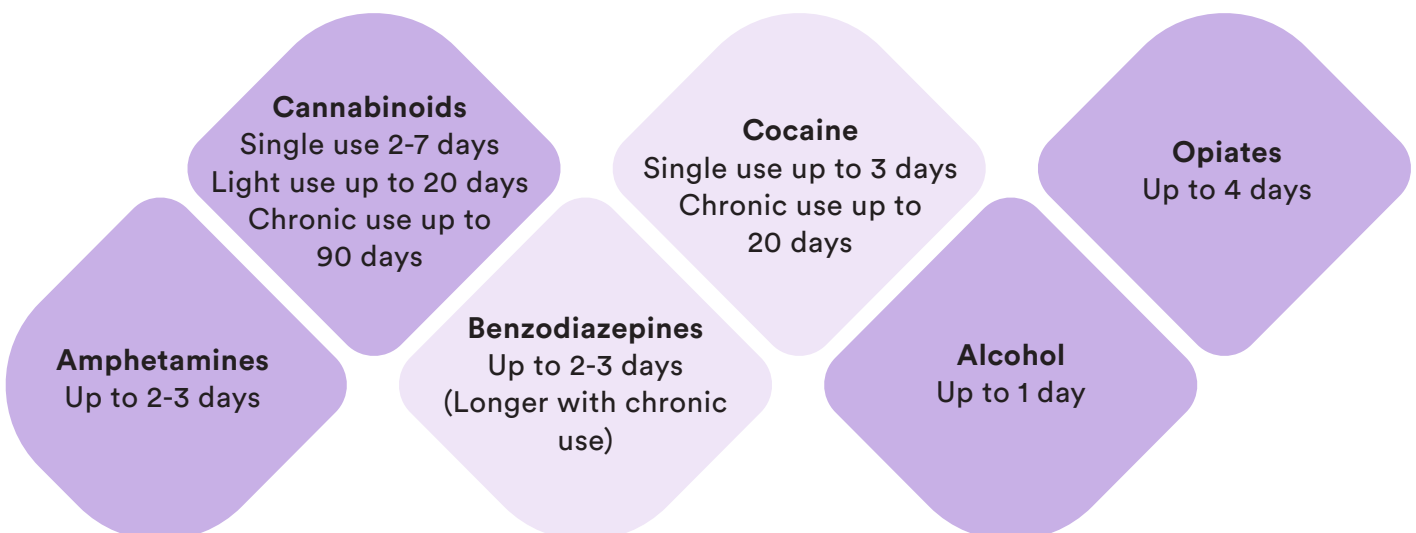 Cannabinoids
Single use 2-7 days
Light use up to 20 days
Chronic use up to
90 days
Cocaine
Single use up to 3 days
Chronic use up to
20 days
Opiates
Up to 4 days
Amphetamines
Up to 2-3 days
Benzodiazepines
Up to 2-3 days
(Longer with chronic
use)
Alcohol
Up to 1 day